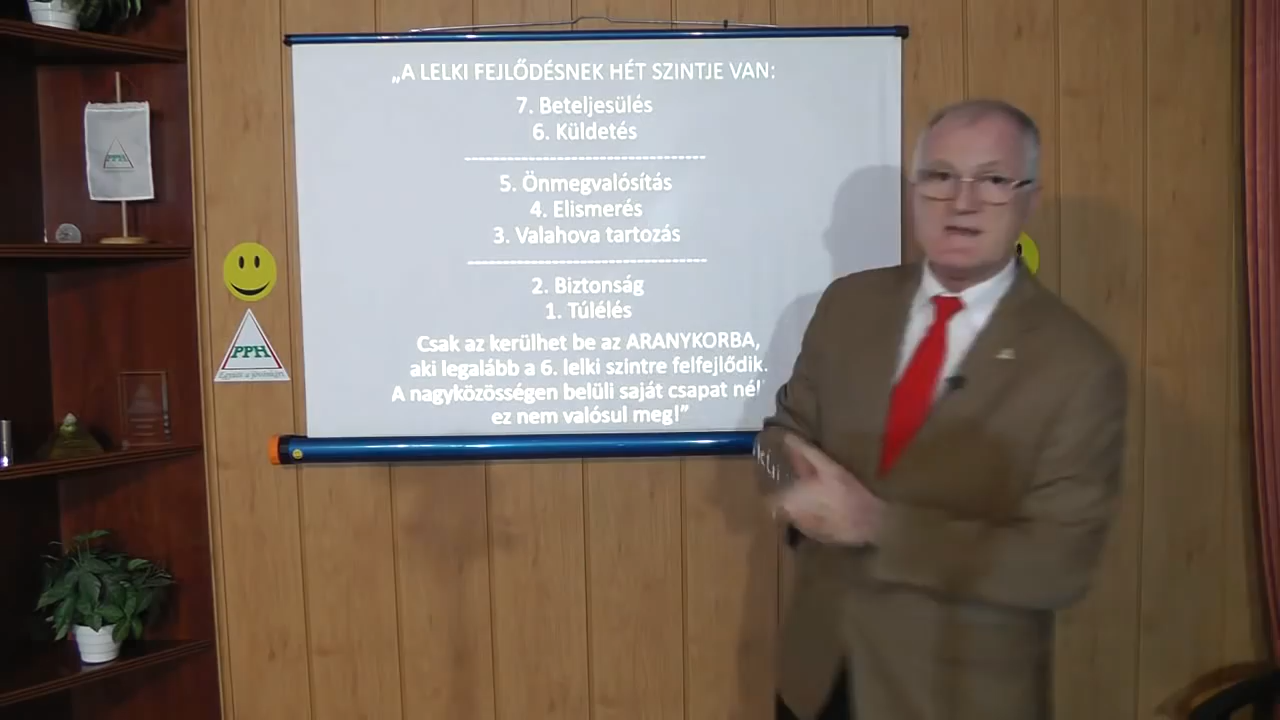 „A LELKI FEJLŐDÉSNEK HÉT SZINTJE VAN:
7. Beteljesülés
6. Küldetés
5. Önmegvalósítás
4. Elismerés
3. Valahova tartozás
2. Biztonság
1. Túlélés
Csak az kerülhet be az ARANYKORBA,
aki legalább a 6. lelki szintre felfejlődik.
A nagyközösségen belüli saját csapat
ez nem valósul meg!”
PPH
PPH